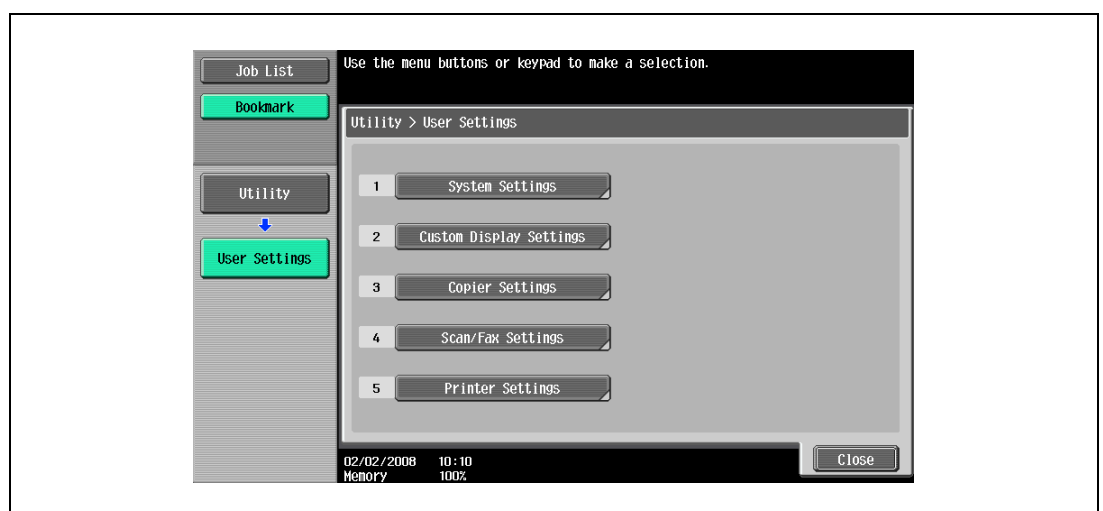 Job List
Bookmark
Utility
User Settings
Use the menu buttons or keypad to make a selection.
Utility > User Settings
1 System Settings
2 Custom Display Settings
3 Copier Settings
4 Scan/Fax Settings
5 Printer Settings
02/02/2008 10:10
Memory 100%
Close